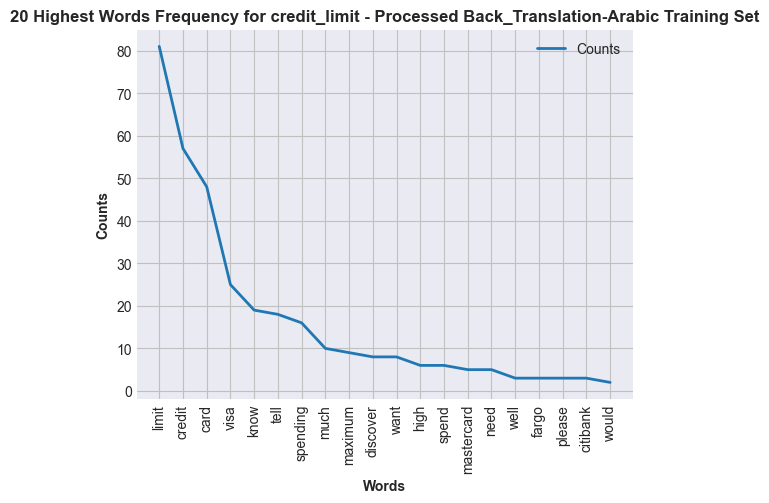 20 Highest Words Frequency for credit_limit - Processed Back_Translation-Arabic Training Set
Counts
80
70
60
50
40
30
20
10
0
Counts
limit
credit
card
visa
know
tell
spending
much
maximum
discover
want
high
spend
mastercard
need
well
fargo
please
citibank
would
Words